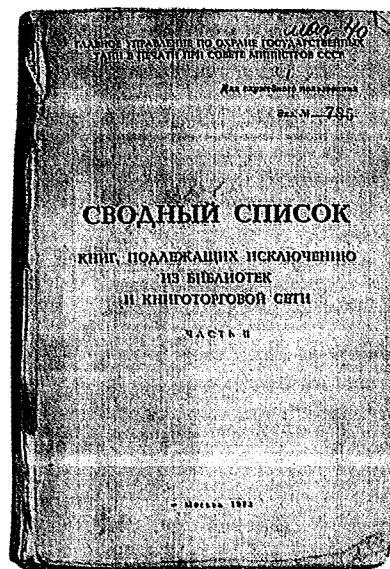 ГЛАВНОЕ УПРАВЛЕНИЕ ПО ОХРАНЕ ГОСУДАРСТВЕННЫХ
ТАЙН В ПЕЧАТИ ПРИ СОВЕТЕ МИНИСТРОВ СССР
Для служебного пользования
Экз. № 795
СВОДНЫЙ СПИСОК
КНИГ, ПОДЛЕЖАЩИХ ИСКЛЮЧЕНИЮ
ИЗ БИБЛИОТЕК
И КНИГОТОРГОВОЙ СЕТИ
ЧАСТЬ II
Москва